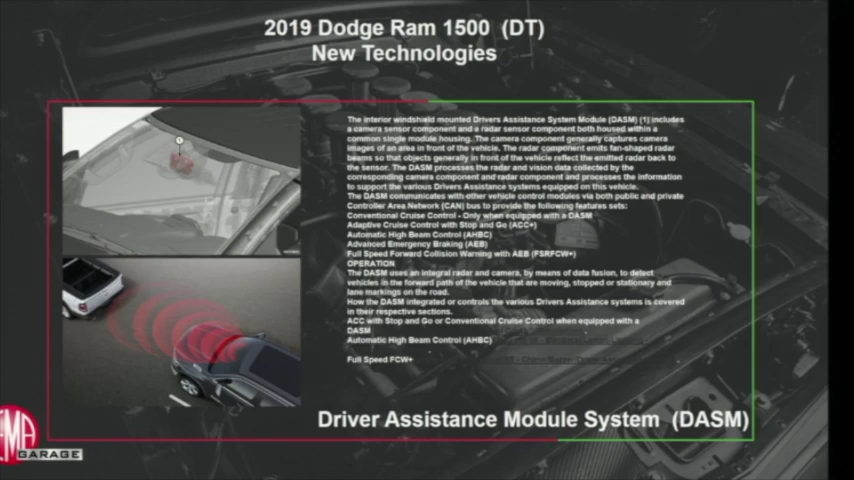 2019 Dodge Ram 1500 (DT)
New Technologies
1
The interior windshield mounted Drivers Assistance System Module (DASM) (1) includes
a camera sensor component and a radar sensor component both housed within a
common single module housing. The camera component generally captures camera
images of an area in front of the vehicle. The radar component emits fan-shaped radar
beams so that objects generally in front of the vehicle reflect the emitted radar back to
the sensor. The DASM processes the radar and vision data collected by the
corresponding camera component and radar component and processes the information
to support the various Drivers Assistance systems equipped on this vehicle.
The DASM communicates with other vehicle control modules via both public and private
Controller Area Network (CAN) bus to provide the following features sets:
Conventional Cruise Control - Only when equipped with a DASM
Adaptive Cruise Control with Stop and Go (ACC+)
Automatic High Beam Control (AHBC)
Advanced Emergency Braking (AEB)
Full Speed Forward Collision Warning with AEB (FSRFCW+)
OPERATION
The DASM uses an integral radar and camera, by means of data fusion, to detect
vehicles in the forward path of the vehicle that are moving, stopped or stationary and
lane markings on the road.
How the DASM integrated or controls the various Drivers Assistance systems is covered
in their respective sections.
ACC with Stop and Go or Conventional Cruise Control when equipped with a
DASM
Automatic High Beam Control (AHBC)
Full Speed FCW+
Driver Assistance Module System (DASM)
EMA
GARAGE